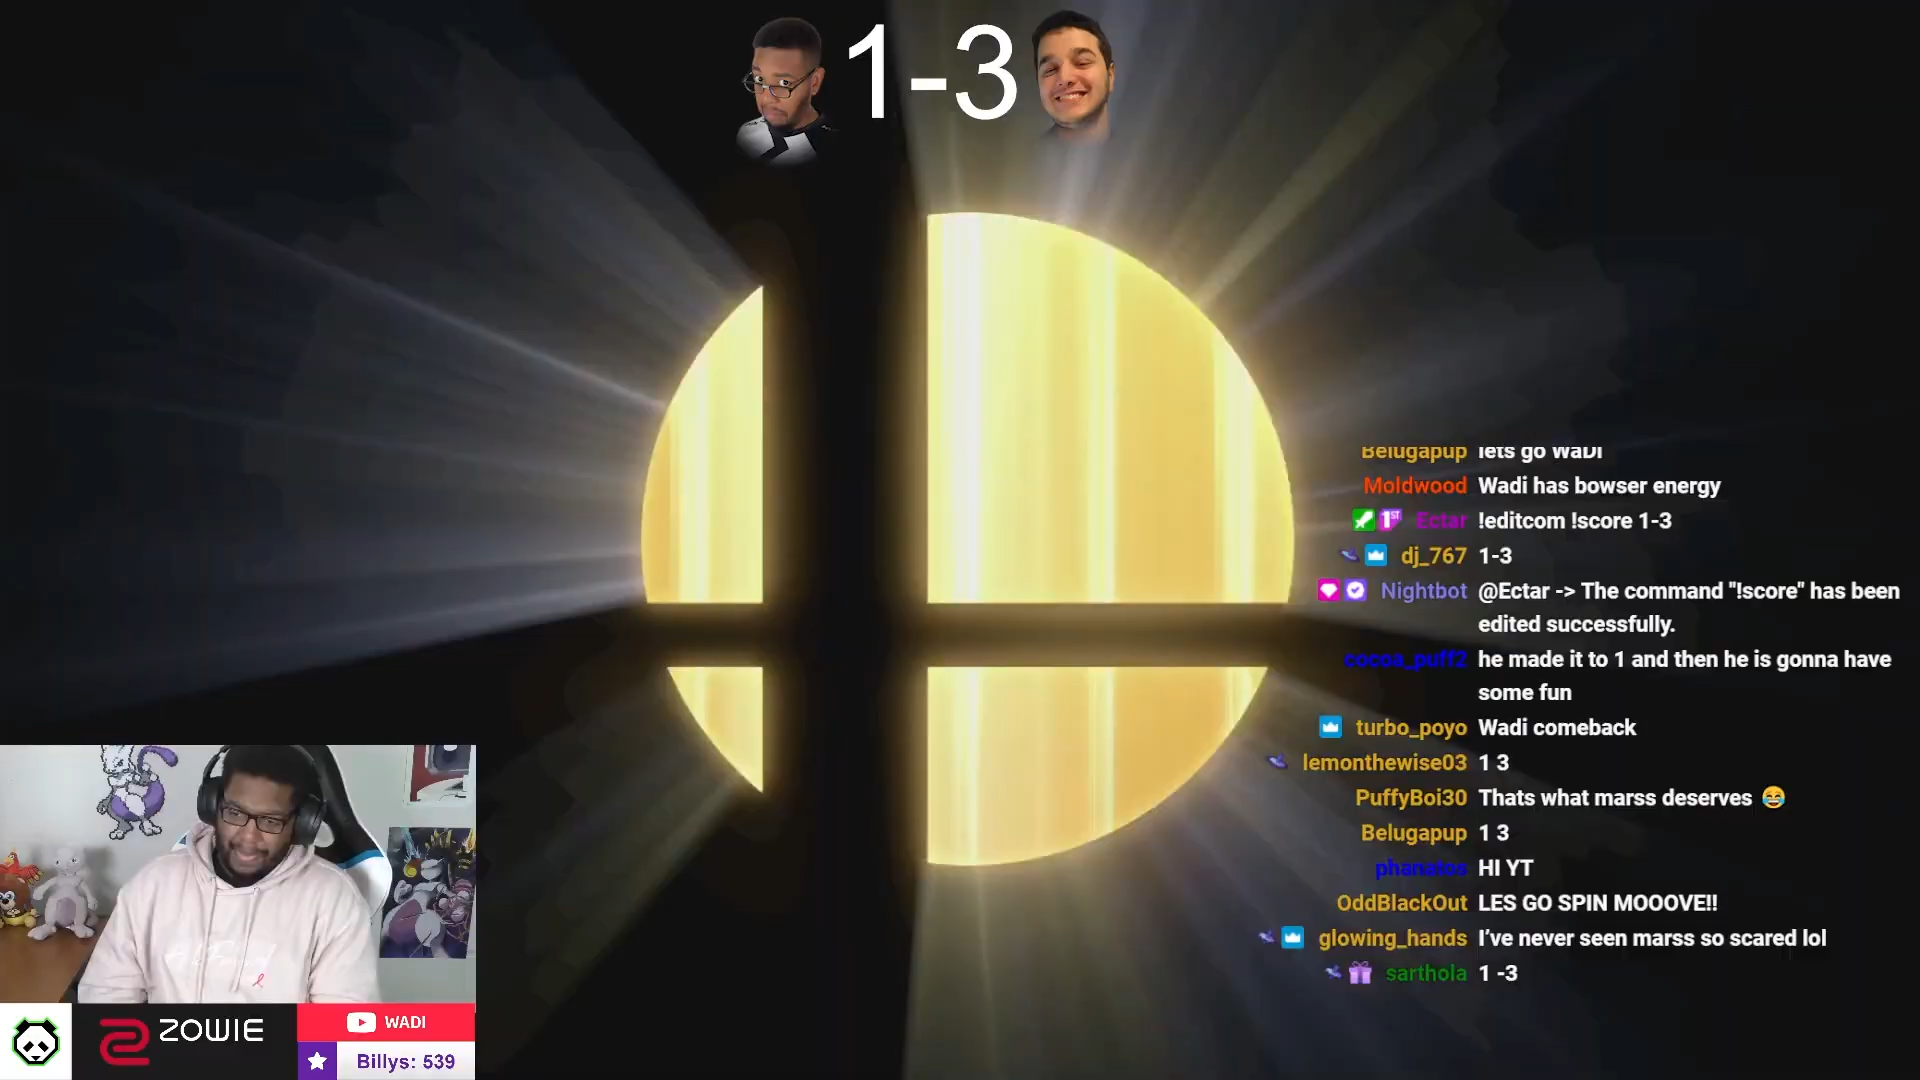 1-3
Belugapup lets go WaDi
Moldwood Wadi has bowser energy
1ST Ectar !editcom !score 1-3
dj_767 1-3
Nightbot @Ectar -> The command "!score" has been
edited successfully.
cocoa_puff2 he made it to 1 and then he is gonna have
some fun
turbo_poyo Wadi comeback
lemonthewise03 1 3
PuffyBoi30 Thats what marss deserves 😂
Belugapup 1 3
HI YT
OddBlackOut LES GO SPIN MOOOVE!!
glowing_hands I’ve never seen marss so scared lol
sarthola 1 -3
ZOWIE
WADI
Billys: 539